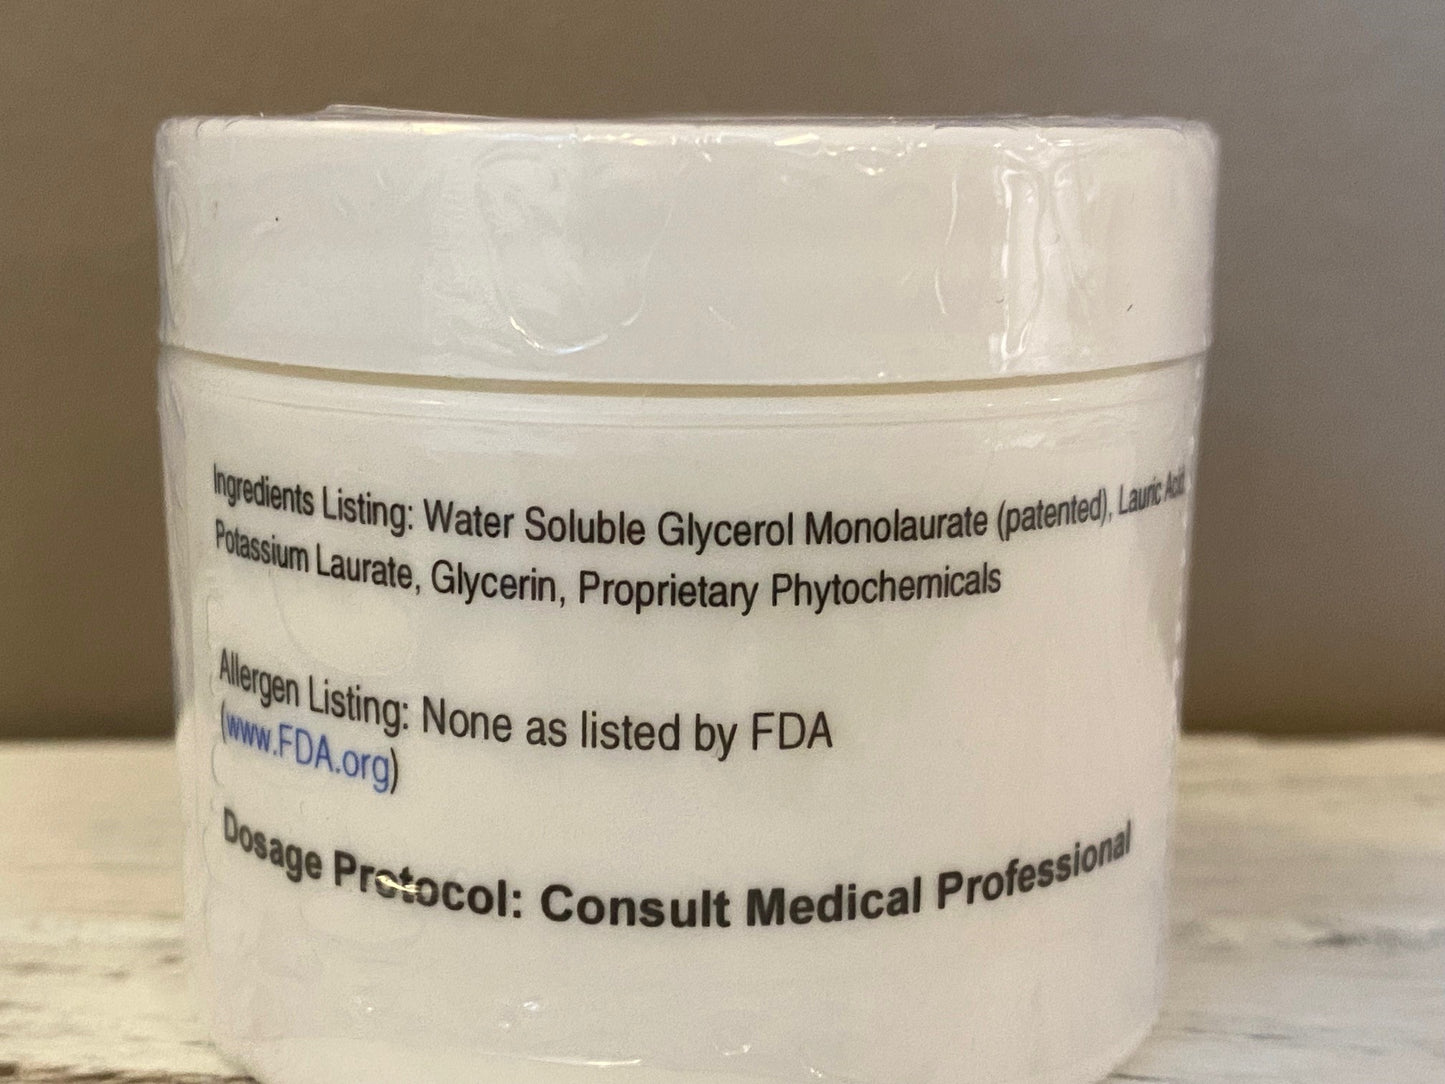 Ingredients Listing: Water Soluble Glycerol Monolaurate (patented), Lauric Acid
Potassium Laurate, Glycerin, Proprietary Phytochemicals
Allergen Listing: None as listed by FDA
(www.FDA.org)
Dosage Protocol: Consult Medical Professional